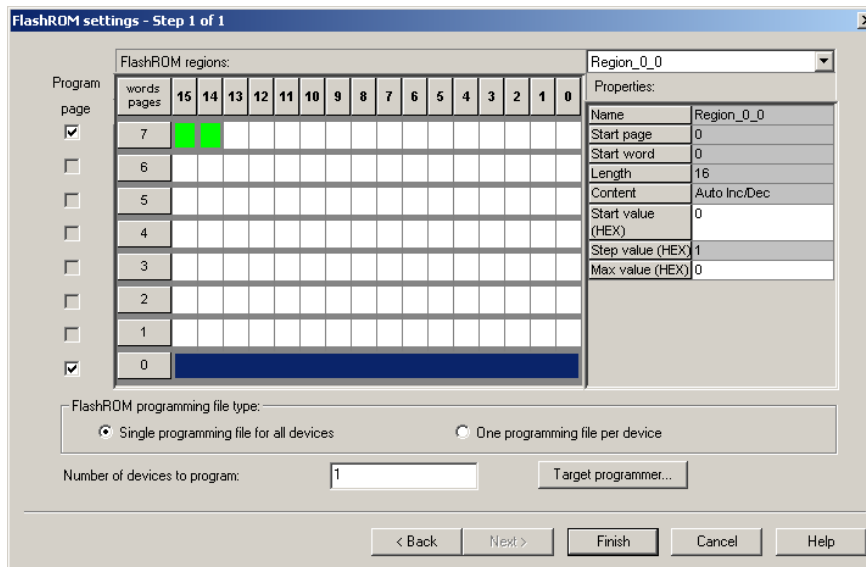 FlashROM settings - Step 1 of 1
FlashROM regions:
Region_0_0
Program page
words pages 15 14 13 12 11 10 9 8 7 6 5 4 3 2 1 0
7
6
5
4
3
2
1
0
Properties:
Name Region_0_0
Start page 0
Start word 0
Length 16
Content Auto Inc/Dec
Start value (HEX) 0
Step value (HEX) 1
Max value (HEX) 0
FlashROM programming file type:
Single programming file for all devices
One programming file per device
Number of devices to program: 1
Target programmer...
< Back Next > Finish Cancel Help